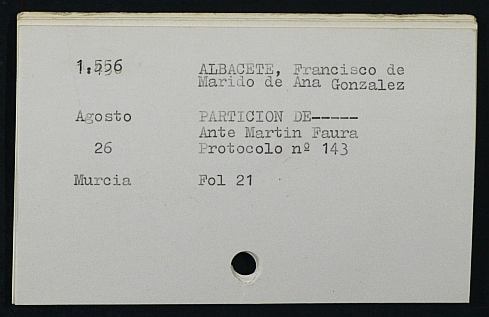 1.556 ALBACETE, Francisco de
Marido de Ana Gonzalez
Agosto PARTICION DE-----
Ante Martin Faura
26 Protocolo nº 143
Murcia Fol 21